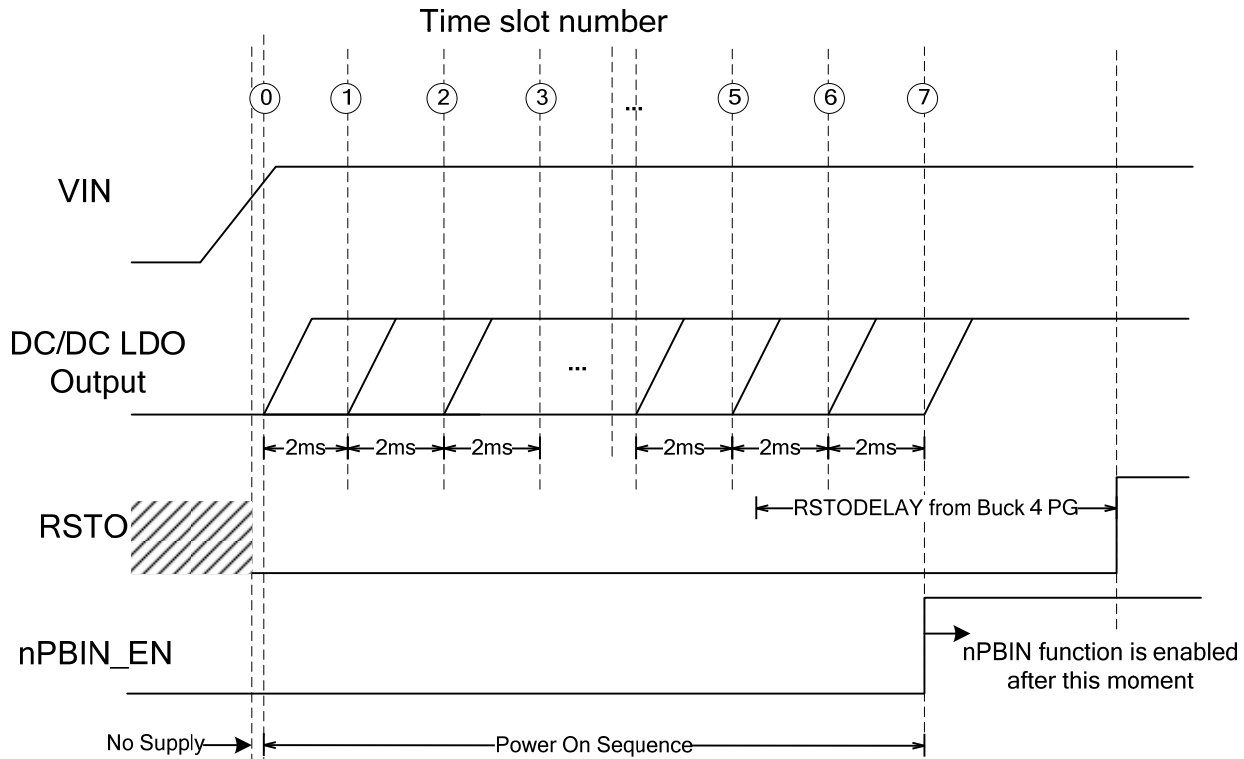 Time slot number
0 1 2 3 ... 5 6 7
VIN
DC/DC LDO
Output
...
2ms 2ms 2ms 2ms 2ms 2ms
RSTODELAY from Buck 4 PG
RSTO
nPBIN_EN
nPBIN function is enabled
after this moment
No Supply
Power On Sequence